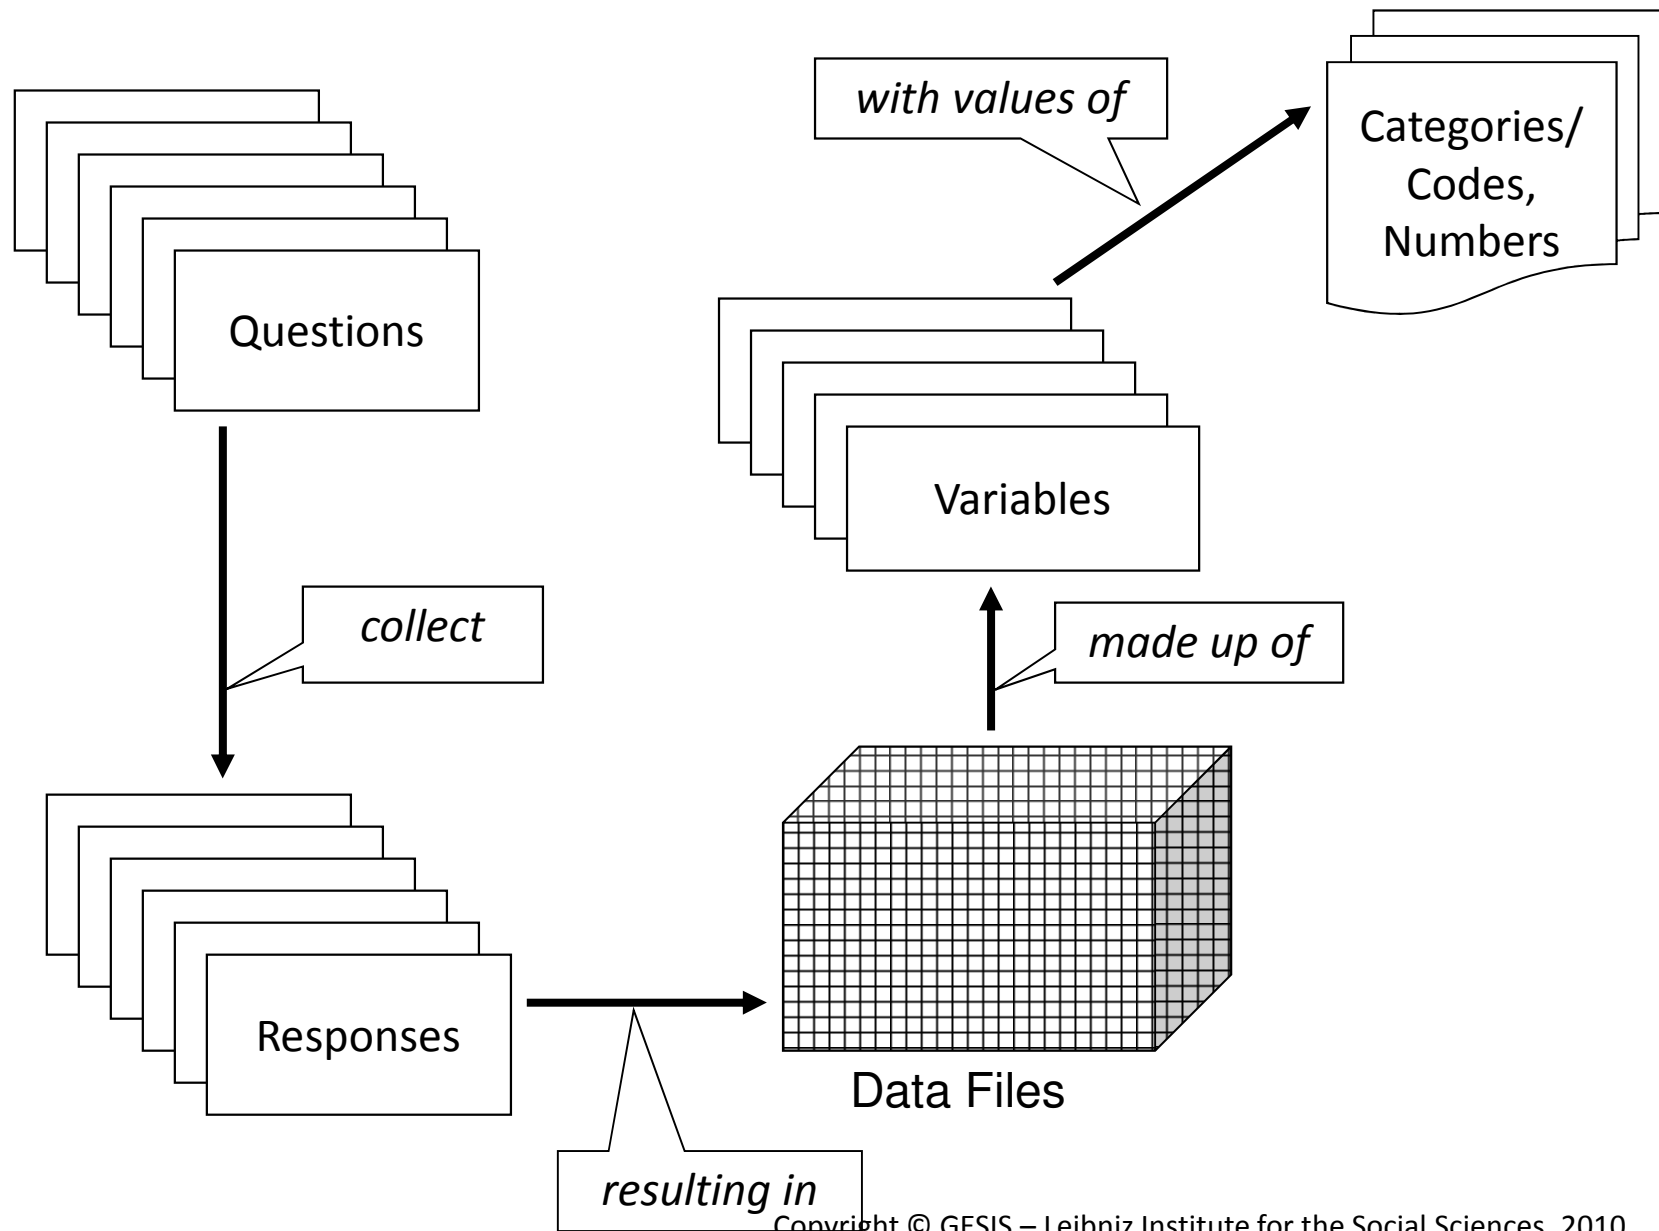 with values of
Categories/
Codes,
Numbers
Questions
Variables
collect
made up of
Responses
Data Files
resulting in
Copyright © GESIS – Leibniz Institute for the Social Sciences, 2010